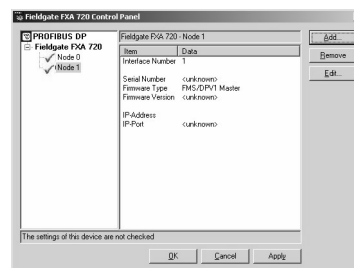 Fieldgate FXA 720 Control Panel
PROFIBUS DP
Fieldgate FXA 720
Node 0
Node 1
Fieldgate FXA 720 - Node 1
Item Data
Interface Number 1
Serial Number <unknown>
Firmware Type FMS/DPV1 Master
Firmware Version <unknown>
IP-Address
IP-Port <unknown>
Add...
Remove
Edit...
The settings of this device are not checked
OK Cancel Apply